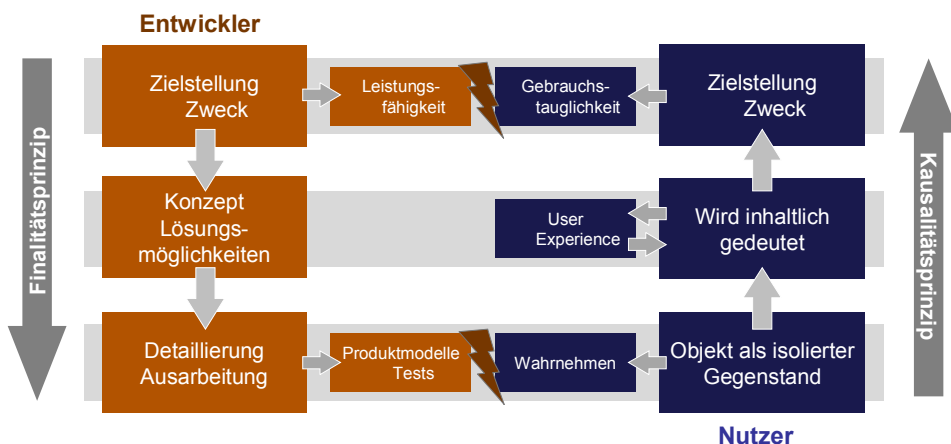 Entwickler
Finalitätsprinzip
Zielstellung
Zweck
Leistungs-
fähigkeit
Gebrauchs-
tauglichkeit
Zielstellung
Zweck
Kausalitätsprinzip
Konzept
Lösungs-
möglichkeiten
User
Experience
Wird inhaltlich
gedeutet
Detaillierung
Ausarbeitung
Produktmodelle
Tests
Wahrnehmen
Objekt als isolierter
Gegenstand
Nutzer